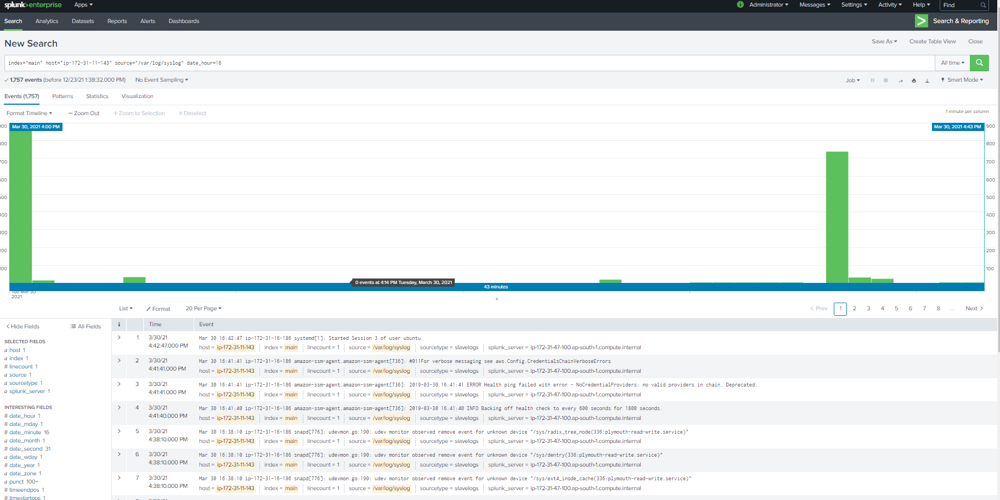 splunk>enterprise Apps Administrator Messages Settings Activity Help Find
Search Analytics Datasets Reports Alerts Dashboards Search & Reporting
New Search Save As Create Table View Close
index="main" host="ip-172-31-11-143" source="/var/log/syslog" date_hour=16 All time
1,757 events (before 12/23/21 1:38:32.000 PM) No Event Sampling Job Smart Mode
Events (1,757) Patterns Statistics Visualization
Format Timeline — Zoom Out + Zoom to Selection × Deselect 1 minute per column
900 Mar 30, 2021 4:00 PM Mar 30, 2021 4:43 PM 900
800 800
700 700
600 600
500 500
400 400
300 300
200 200
100 100
0 events at 4:14 PM Tuesday, March 30, 2021
43 minutes
Tue Mar 30
2021
List Format 20 Per Page < Prev 1 2 3 4 5 6 7 8 ... Next >
< Hide Fields All Fields
SELECTED FIELDS
a host 1
a index 1
# linecount 1
a source 1
a sourcetype 1
a splunk_server 1
INTERESTING FIELDS
# date_hour 1
# date_mday 1
# date_minute 16
a date_month 1
# date_second 31
a date_wday 1
# date_year 1
a date_zone 1
a punct 100+
# timeendpos 1
# timestartpos 1
i Time Event
> 1 3/30/21 Mar 30 16:42:47 ip-172-31-16-186 systemd[1]: Started Session 3 of user ubuntu.
4:42:47.000 PM host = ip-172-31-11-143 index = main linecount = 1 source = /var/log/syslog sourcetype = slavelogs splunk_server = ip-172-31-47-100.ap-south-1.compute.internal
> 2 3/30/21 Mar 30 16:41:41 ip-172-31-16-186 amazon-ssm-agent.amazon-ssm-agent[736]: #011For verbose messaging see aws.Config.CredentialsChainVerboseErrors
4:41:41.000 PM host = ip-172-31-11-143 index = main linecount = 1 source = /var/log/syslog sourcetype = slavelogs splunk_server = ip-172-31-47-100.ap-south-1.compute.internal
> 3 3/30/21 Mar 30 16:41:41 ip-172-31-16-186 amazon-ssm-agent.amazon-ssm-agent[736]: 2019-03-30 16:41:41 ERROR Health ping failed with error - NoCredentialProviders: no valid providers in chain. Deprecated.
4:41:41.000 PM host = ip-172-31-11-143 index = main linecount = 1 source = /var/log/syslog sourcetype = slavelogs splunk_server = ip-172-31-47-100.ap-south-1.compute.internal
> 4 3/30/21 Mar 30 16:41:40 ip-172-31-16-186 amazon-ssm-agent.amazon-ssm-agent[736]: 2019-03-30 16:41:40 INFO Backing off health check to every 600 seconds for 1800 seconds.
4:41:40.000 PM host = ip-172-31-11-143 index = main linecount = 1 source = /var/log/syslog sourcetype = slavelogs splunk_server = ip-172-31-47-100.ap-south-1.compute.internal
> 5 3/30/21 Mar 30 16:38:10 ip-172-31-16-186 snapd[776]: udevmon.go:190: udev monitor observed remove event for unknown device "/sys/radix_tree_node(336:plymouth-read-write.service)"
4:38:10.000 PM host = ip-172-31-11-143 index = main linecount = 1 source = /var/log/syslog sourcetype = slavelogs splunk_server = ip-172-31-47-100.ap-south-1.compute.internal
> 6 3/30/21 Mar 30 16:38:10 ip-172-31-16-186 snapd[776]: udevmon.go:190: udev monitor observed remove event for unknown device "/sys/dentry(336:plymouth-read-write.service)"
4:38:10.000 PM host = ip-172-31-11-143 index = main linecount = 1 source = /var/log/syslog sourcetype = slavelogs splunk_server = ip-172-31-47-100.ap-south-1.compute.internal
> 7 3/30/21 Mar 30 16:38:10 ip-172-31-16-186 snapd[776]: udevmon.go:190: udev monitor observed remove event for unknown device "/sys/ext4_inode_cache(336:plymouth-read-write.service)"
4:38:10.000 PM host = ip-172-31-11-143 index = main linecount = 1 source = /var/log/syslog sourcetype = slavelogs splunk_server = ip-172-31-47-100.ap-south-1.compute.internal